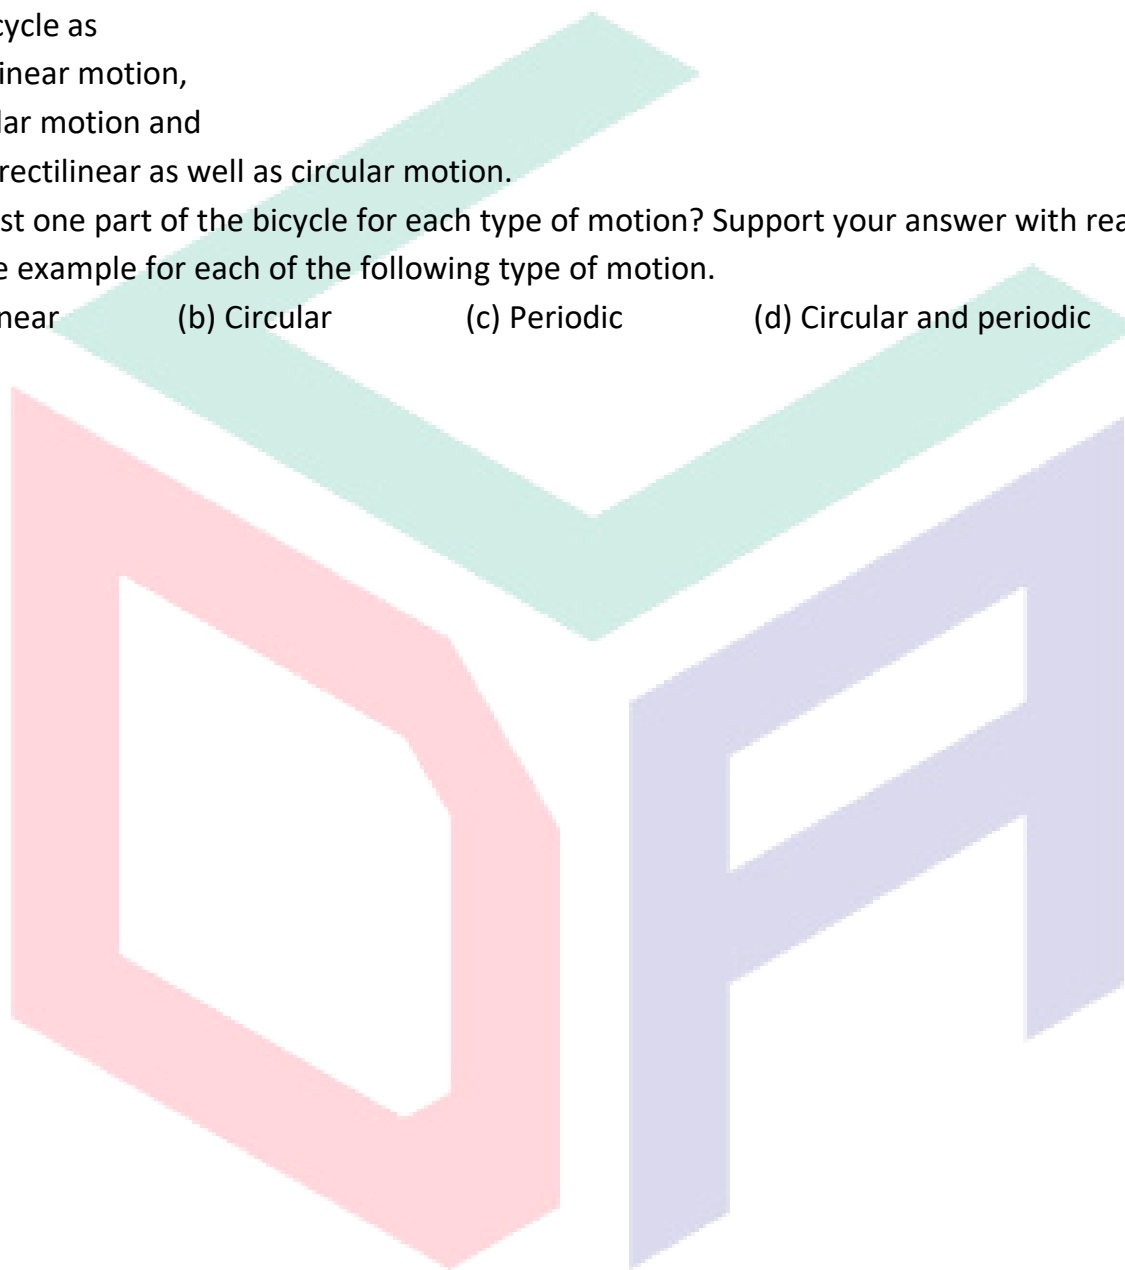 cycle as
inear motion,
lar motion and
rectilinear as well as circular motion.
st one part of the bicycle for each type of motion? Support your answer with rea
e example for each of the following type of motion.
near (b) Circular (c) Periodic (d) Circular and periodic